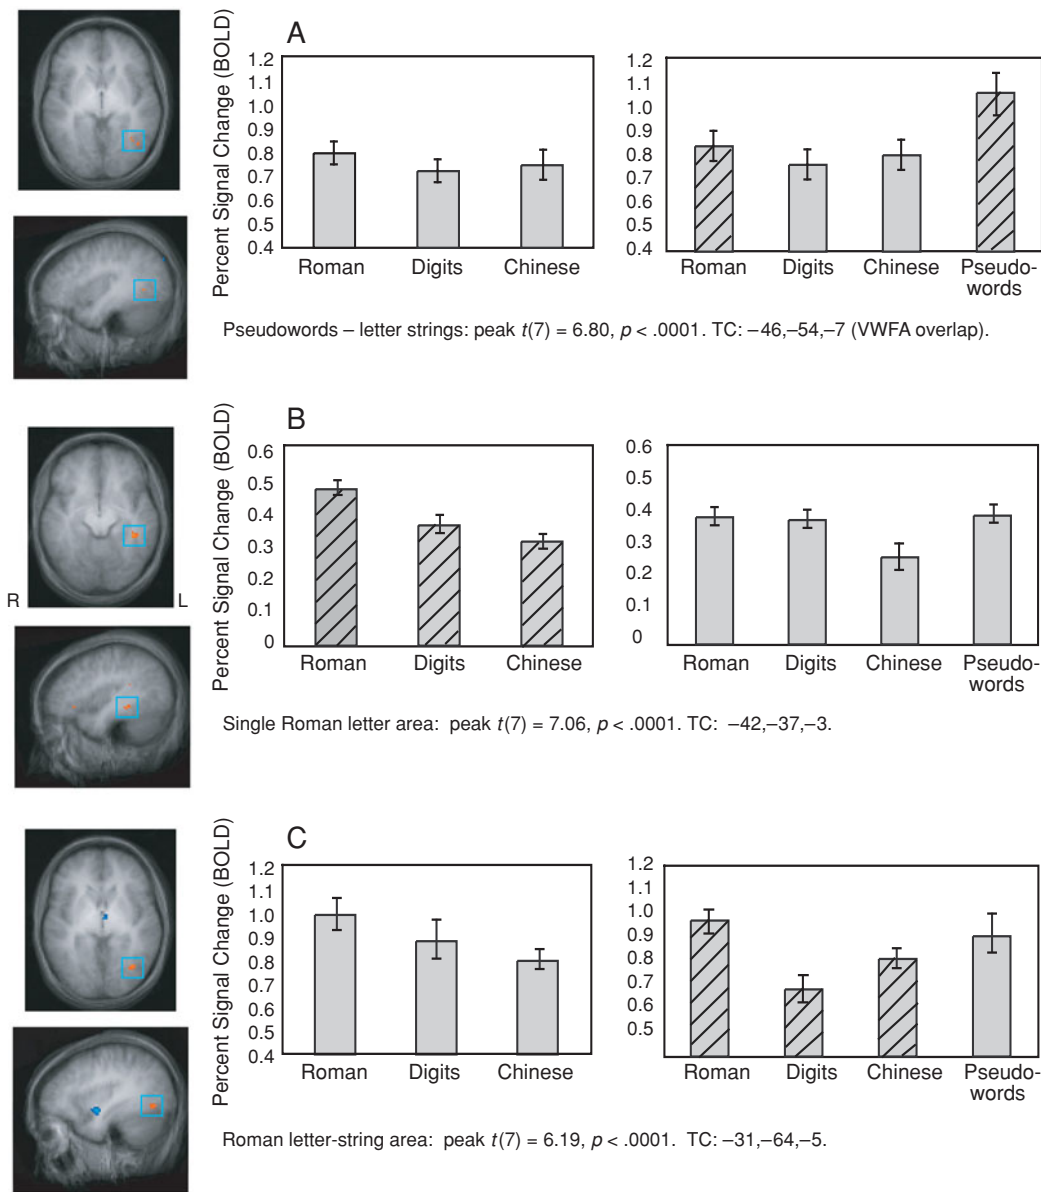 A
Percent Signal Change (BOLD)
1.2
1.1
1.0
0.9
0.8
0.7
0.6
0.5
0.4
Roman Digits Chinese
1.2
1.1
1.0
0.9
0.8
0.7
0.6
0.5
0.4
Roman Digits Chinese Pseudo-
words
Pseudowords – letter strings: peak t(7) = 6.80, p < .0001. TC: –46,–54,–7 (VWFA overlap).
R L
B
Percent Signal Change (BOLD)
0.6
0.5
0.4
0.3
0.2
0.1
0
Roman Digits Chinese
0.6
0.5
0.4
0.3
0.2
0.1
0
Roman Digits Chinese Pseudo-
words
Single Roman letter area: peak t(7) = 7.06, p < .0001. TC: –42,–37,–3.
C
Percent Signal Change (BOLD)
1.2
1.1
1.0
0.9
0.8
0.7
0.6
0.5
0.4
Roman Digits Chinese
1.2
1.1
1.0
0.9
0.8
0.7
0.6
0.5
Roman Digits Chinese Pseudo-
words
Roman letter-string area: peak t(7) = 6.19, p < .0001. TC: –31,–64,–5.